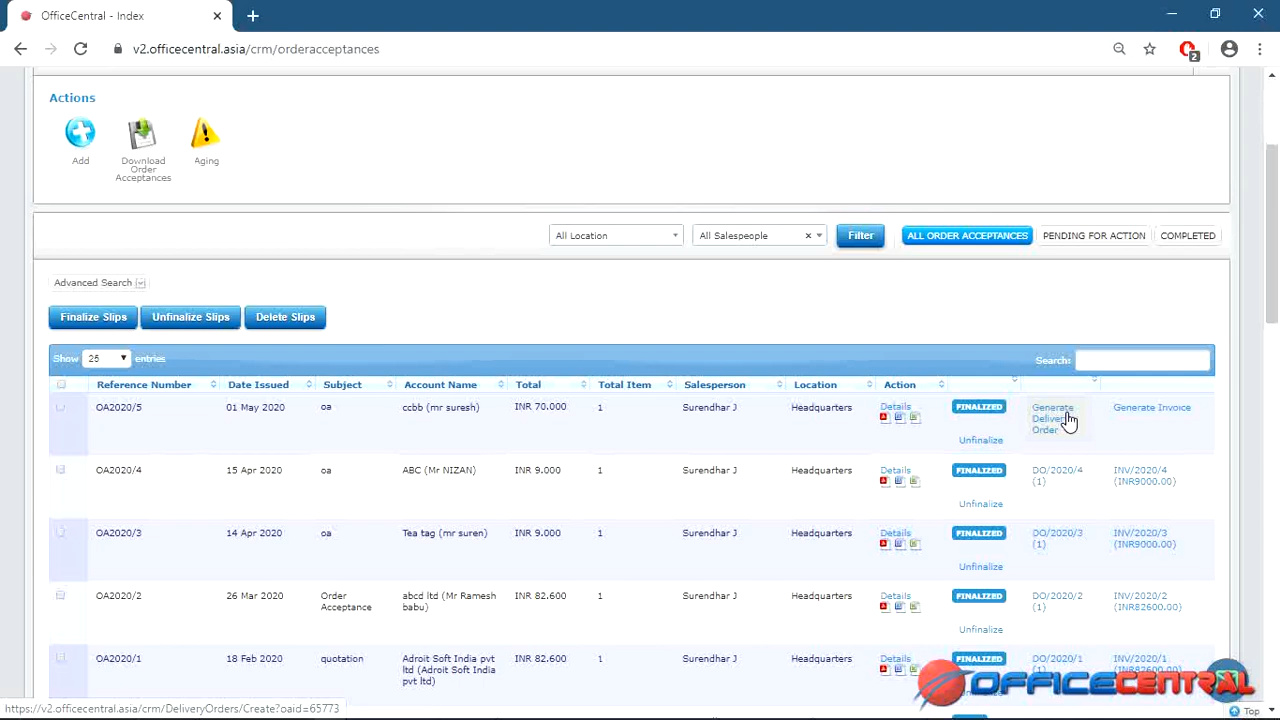 OfficeCentral - Index
v2.officecentral.asia/crm/orderacceptances
2
Actions
Add
Download
Order
Acceptances
Aging
All Location
All Salespeople
Filter
ALL ORDER ACCEPTANCES
PENDING FOR ACTION
COMPLETED
Advanced Search
Finalize Slips
Unfinalize Slips
Delete Slips
Show 25 entries
Search:
Reference Number Date Issued Subject Account Name Total Total Item Salesperson Location Action
OA2020/5 01 May 2020 oa ccbb (mr suresh) INR 70.000 1 Surendhar J Headquarters Details FINALIZED Generate Invoice
Generate
Delivery
Order
Unfinalize
OA2020/4 15 Apr 2020 oa ABC (Mr NIZAN) INR 9.000 1 Surendhar J Headquarters Details FINALIZED DO/2020/4 INV/2020/4
(1) (INR9000.00)
Unfinalize
OA2020/3 14 Apr 2020 oa Tea tag (mr suren) INR 9.000 1 Surendhar J Headquarters Details FINALIZED DO/2020/3 INV/2020/3
(1) (INR9000.00)
Unfinalize
OA2020/2 26 Mar 2020 Order Acceptance abcd ltd (Mr Ramesh babu) INR 82.600 1 Surendhar J Headquarters Details FINALIZED DO/2020/2 INV/2020/2
(1) (INR82600.00)
Unfinalize
OA2020/1 18 Feb 2020 quotation Adroit Soft India pvt ltd (Adroit Soft India pvt ltd) INR 82.600 1 Surendhar J Headquarters Details FINALIZED DO/2020/1 INV/2020/1
(1) (INR82600.00)
OFFICECENTRAL
https://v2.officecentral.asia/crm/DeliveryOrders/Create?oaid=65773
Top